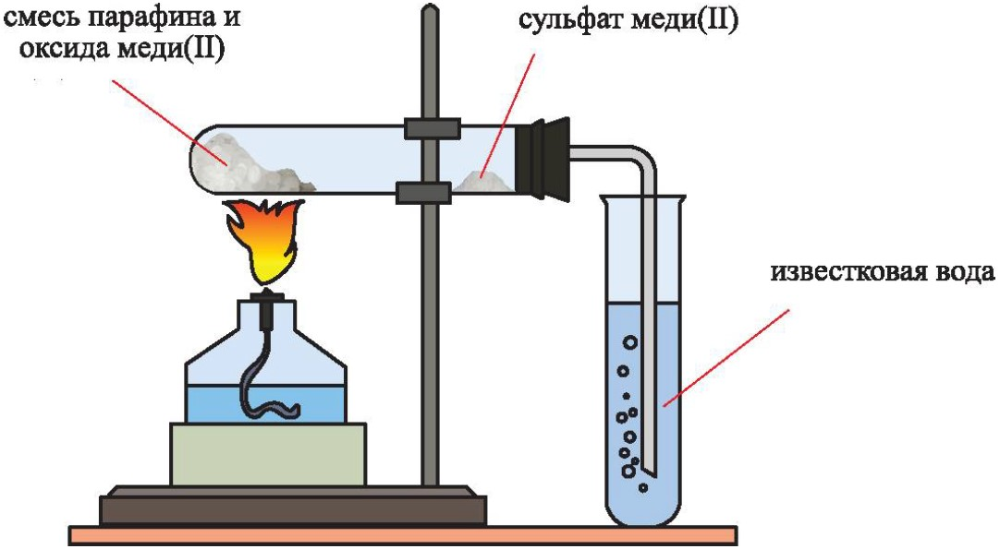 смесь парафина и
оксида меди(II)
сульфат меди(II)
известковая вода